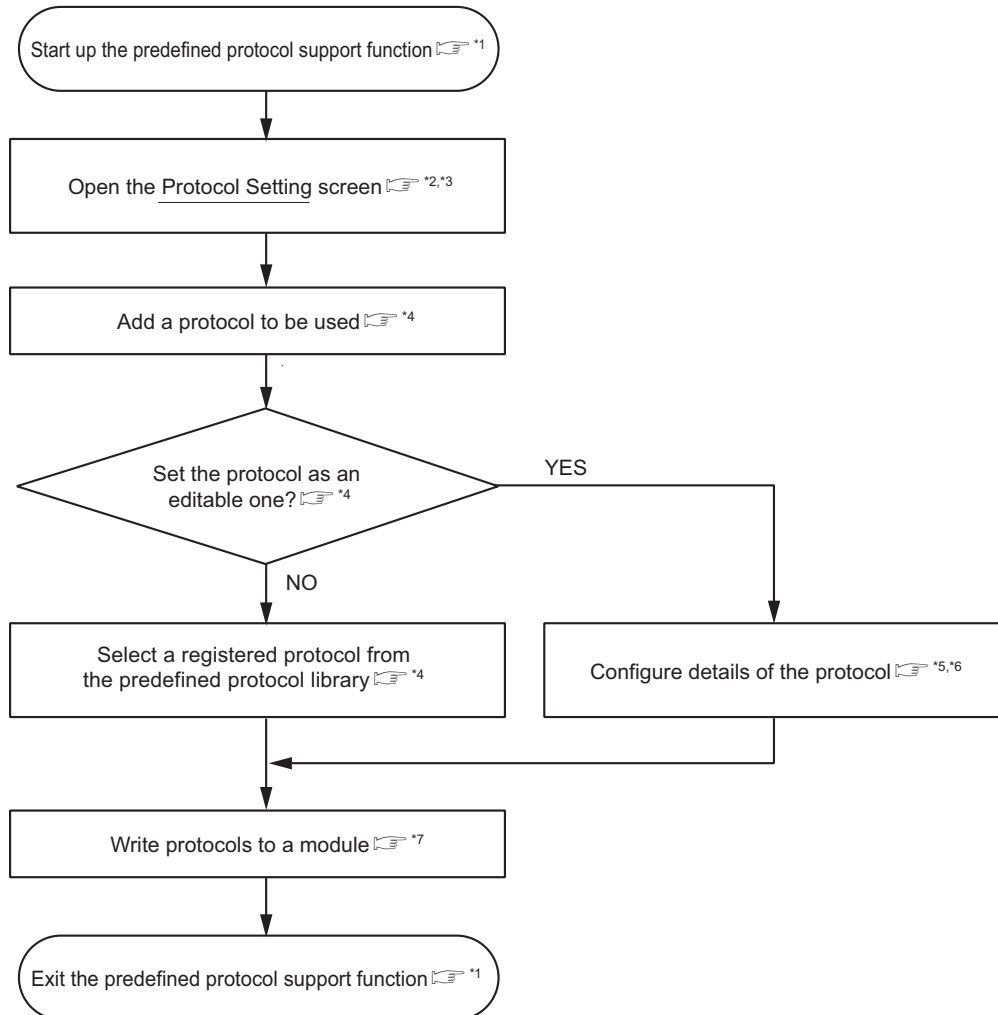 Start up the predefined protocol support function ☞ *1
Open the Protocol Setting screen ☞ *2,*3
Add a protocol to be used ☞ *4
Set the protocol as an
editable one? ☞ *4
YES
NO
Select a registered protocol from
the predefined protocol library ☞ *4
Configure details of the protocol ☞ *5,*6
Write protocols to a module ☞ *7
Exit the predefined protocol support function ☞ *1